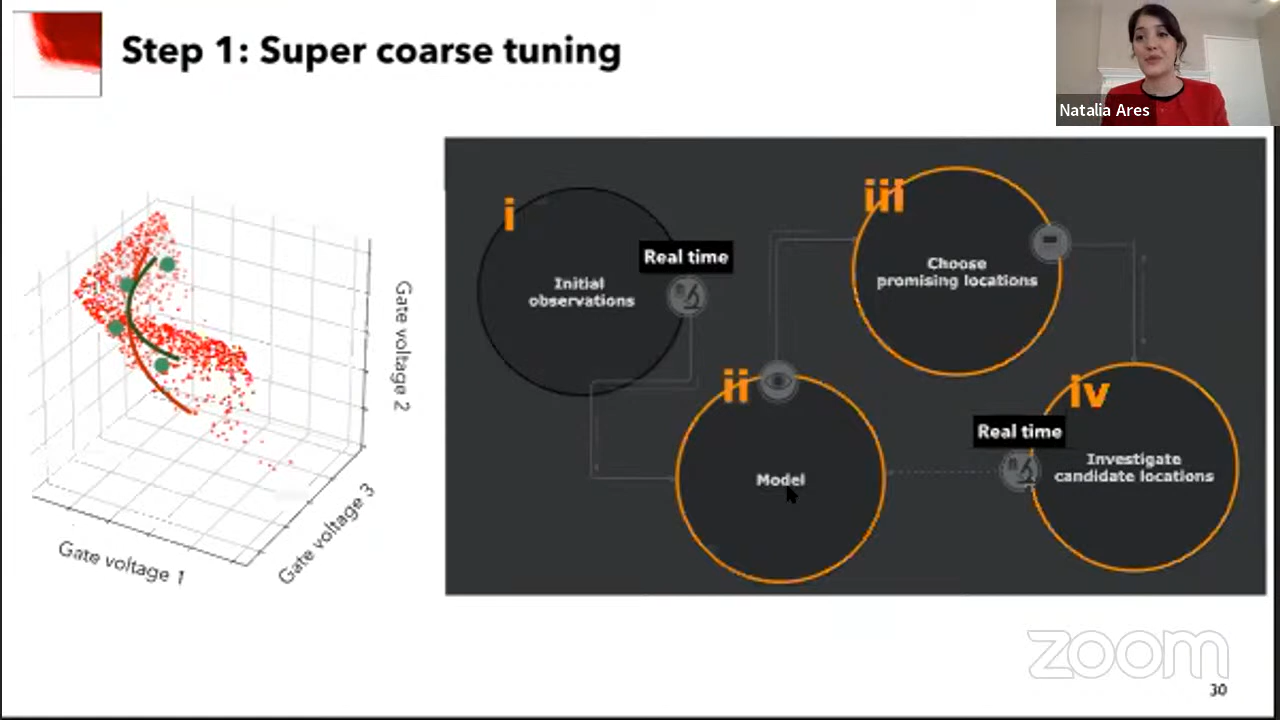 Step 1: Super coarse tuning
Natalia Ares
Gate voltage 1
Gate voltage 3
Gate voltage 2
i
Initial
observations
Real time
ii
Model
iii
Choose
promising locations
iv
Real time
Investigate
candidate locations
zoom
30